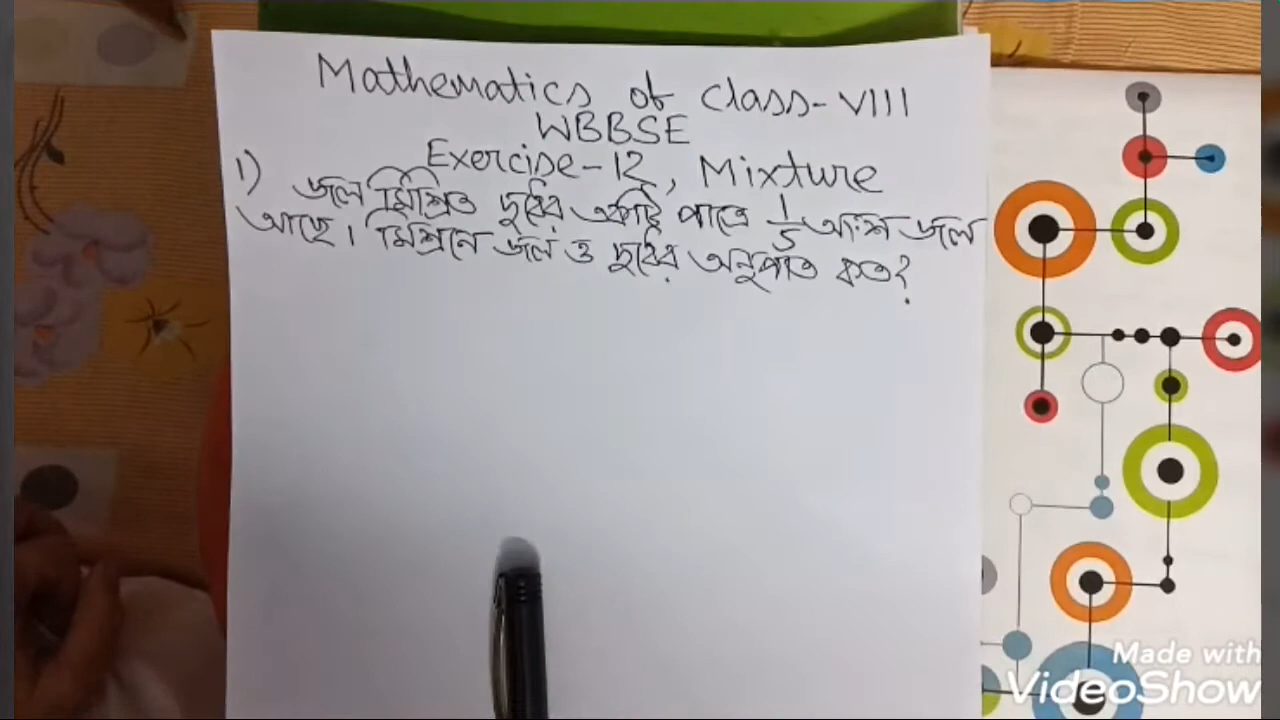 Mathematics of Class-VIII
WBBSE
Exercise-12, Mixture
1) জল মিশ্রিত দুধের একটি পাত্রে 1/5 অংশ জল
আছে। মিশ্রনে জল ও দুধের অনুপাত কত?
Made with
VideoShow